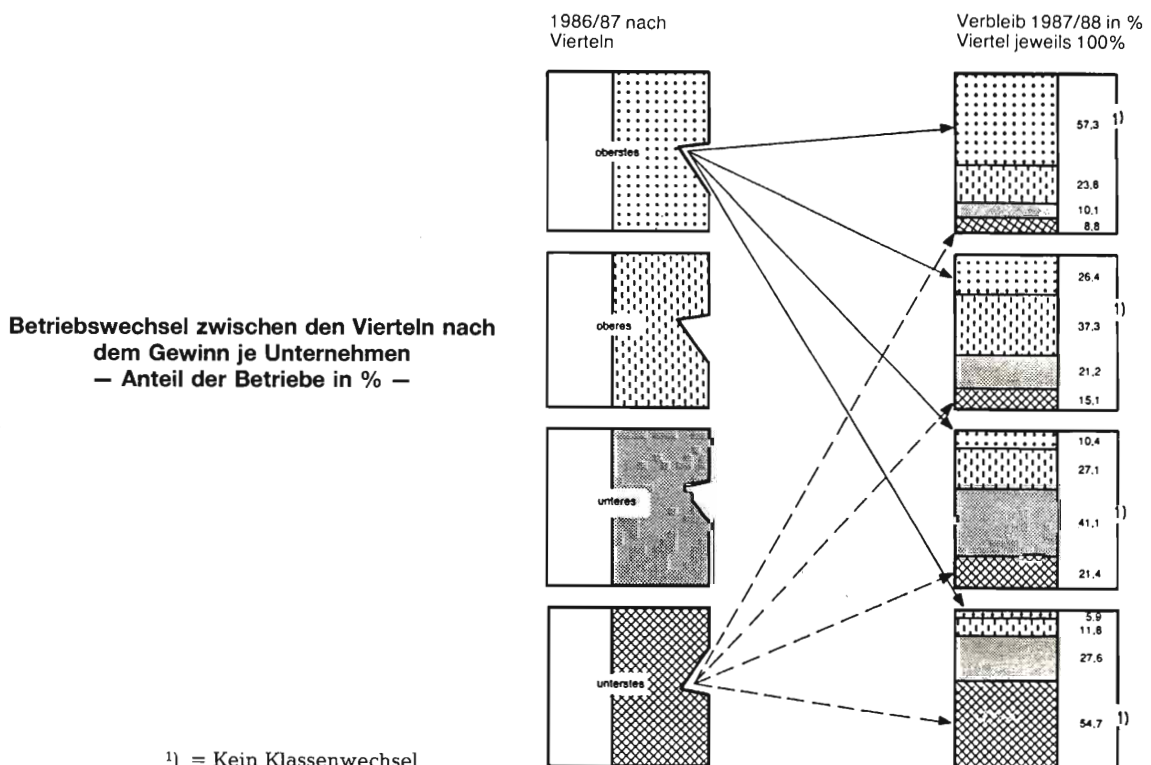 1986/87 nach
Vierteln
Verbleib 1987/88 in %
Viertel jeweils 100%
Betriebswechsel zwischen den Vierteln nach
dem Gewinn je Unternehmen
— Anteil der Betriebe in % —
oberstes
oberes
unteres
unterstes
57,3 1)
23,8
10,1
8,8
26,4
1)
37,3
21,2
15,1
10,4
27,1
41,1 1)
21,4
5,9
11,8
27,6
54,7 1)
¹) = Kein Klassenwechsel